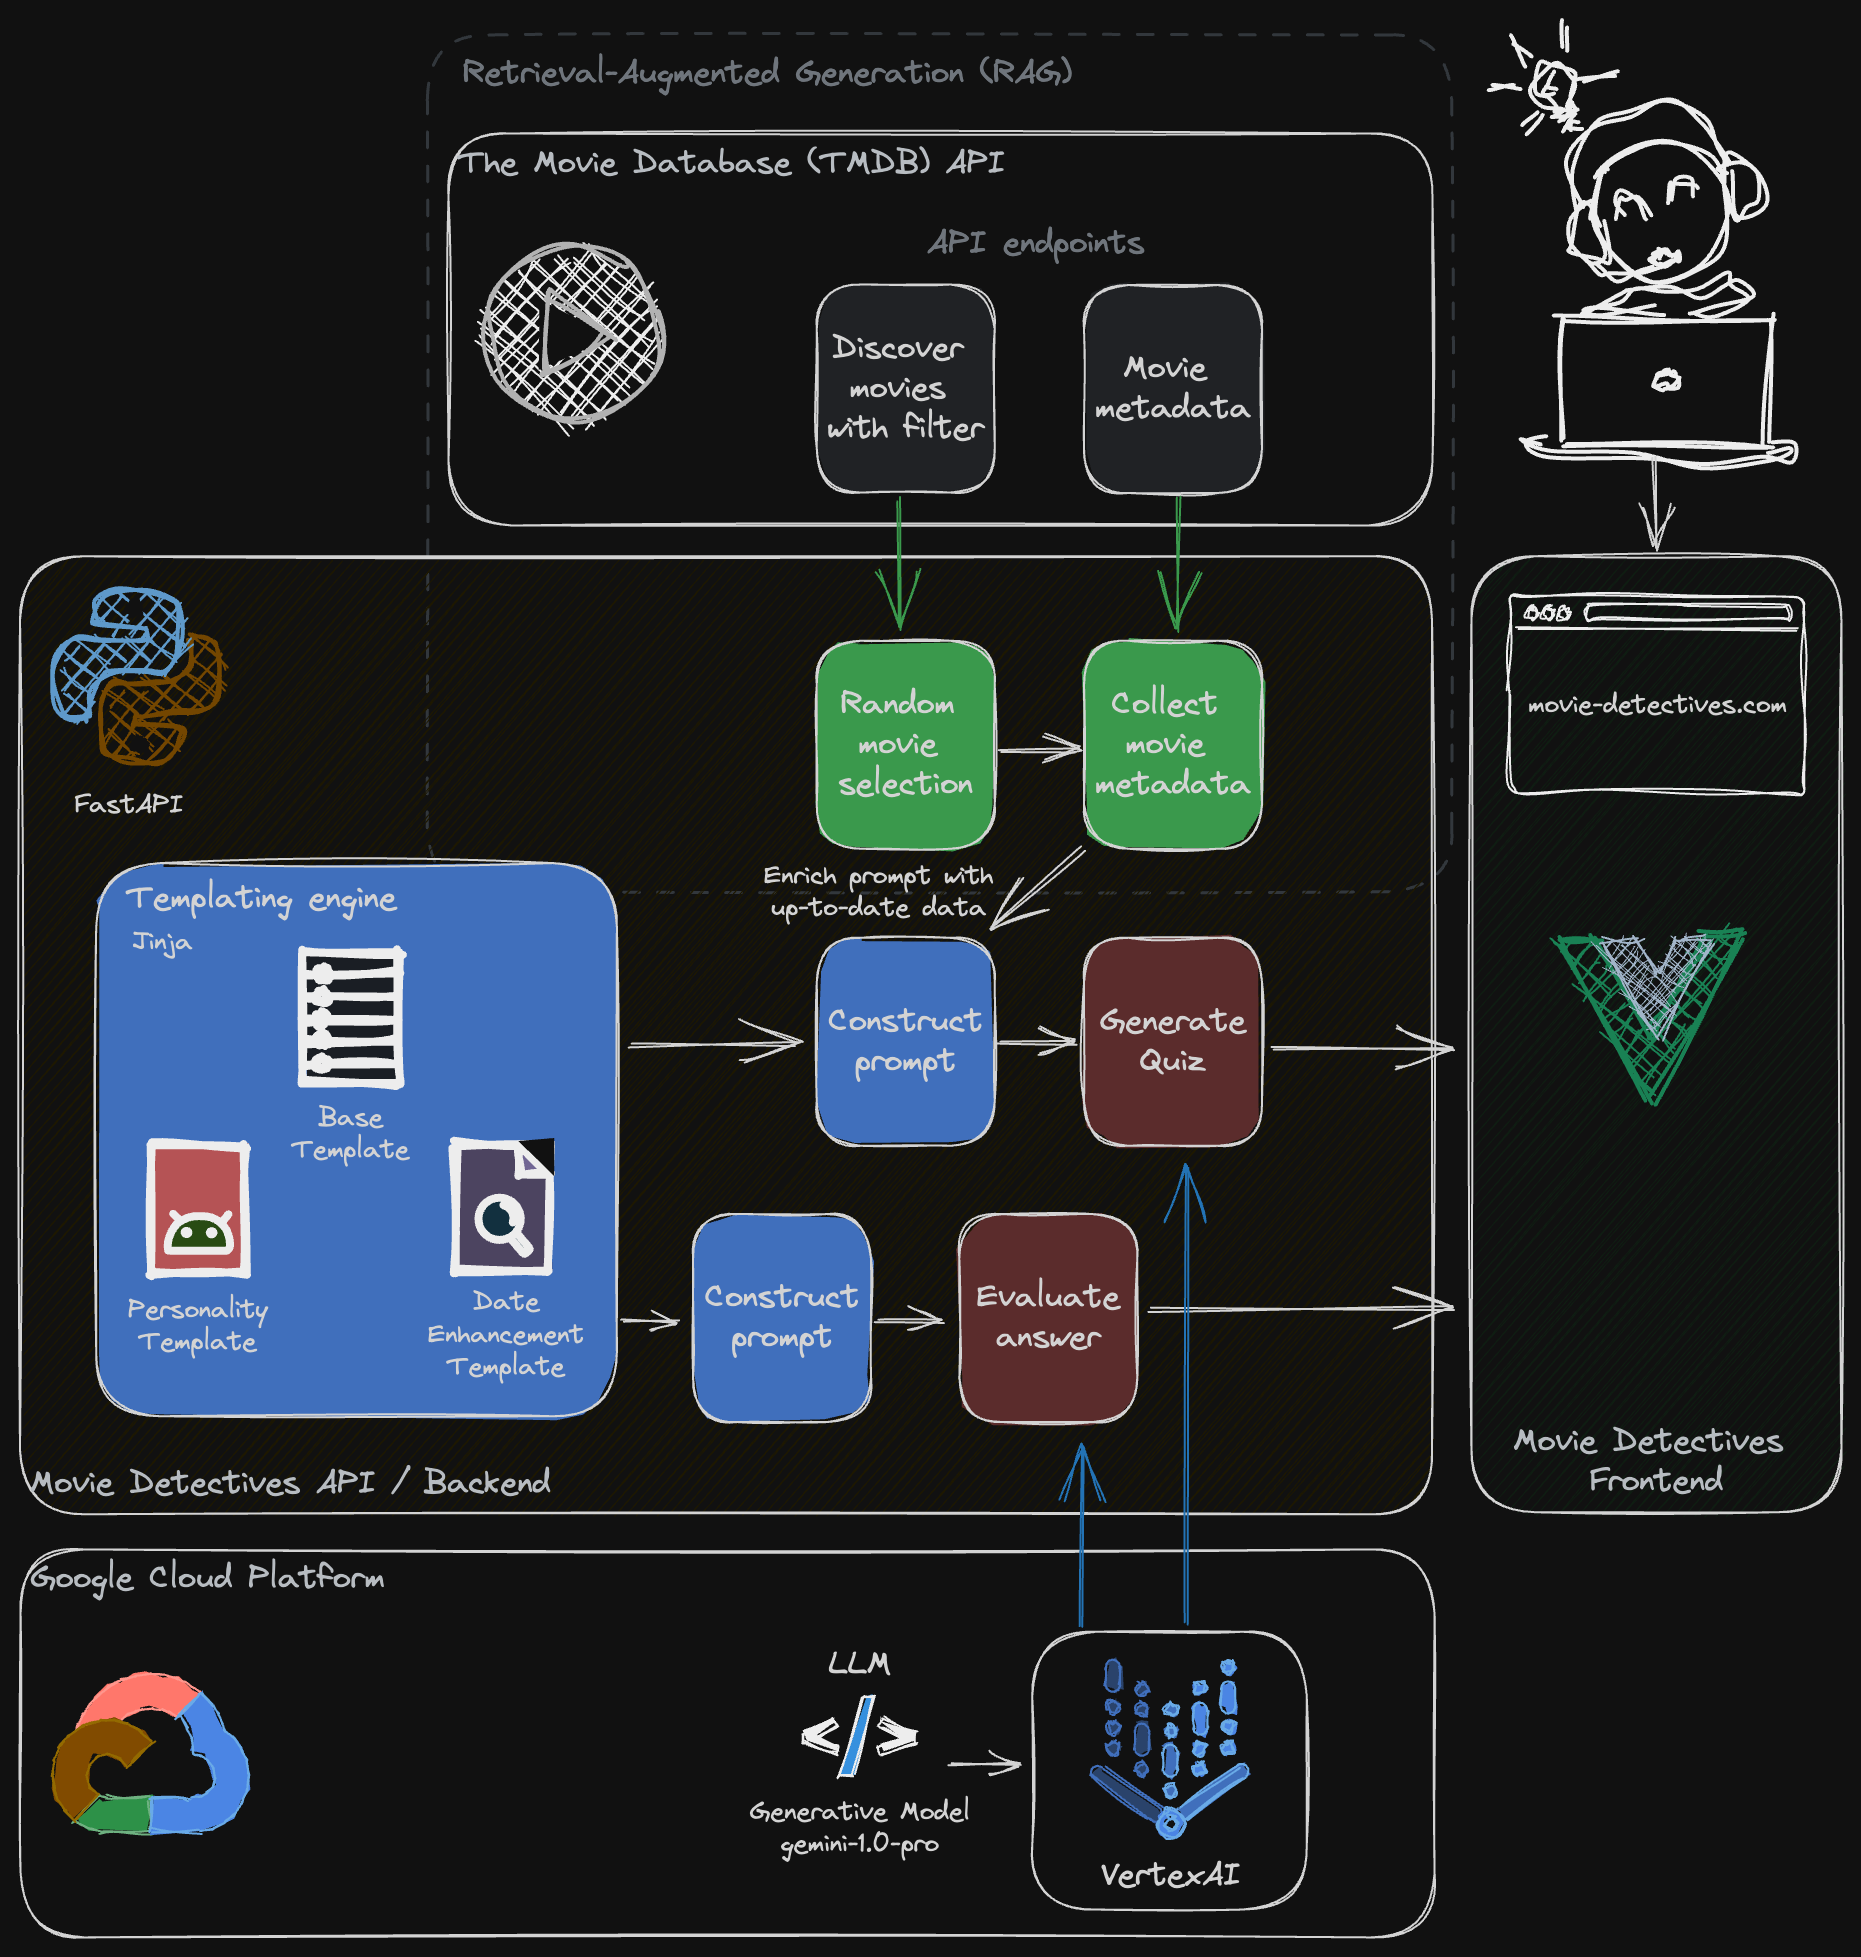 Retrieval-Augmented Generation (RAG)
The Movie Database (TMDB) API
API endpoints
Discover
movies
with filter
Movie
metadata
FastAPI
Random
movie
selection
Collect
movie
metadata
Enrich prompt with
up-to-date data
Templating engine
Jinja
Base
Template
Personality
Template
Date
Enhancement
Template
Construct
prompt
Generate
Quiz
Construct
prompt
Evaluate
answer
Movie Detectives API / Backend
movie-detectives.com
Movie Detectives
Frontend
Google Cloud Platform
LLM
Generative Model
gemini-1.0-pro
VertexAI